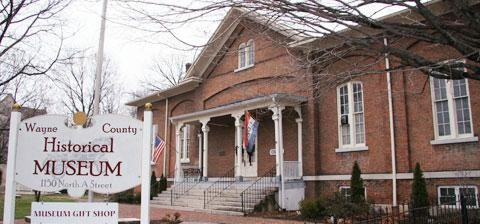 Wayne County
Historical
MUSEUM
1150 North A Street
MUSEUM GIFT SHOP